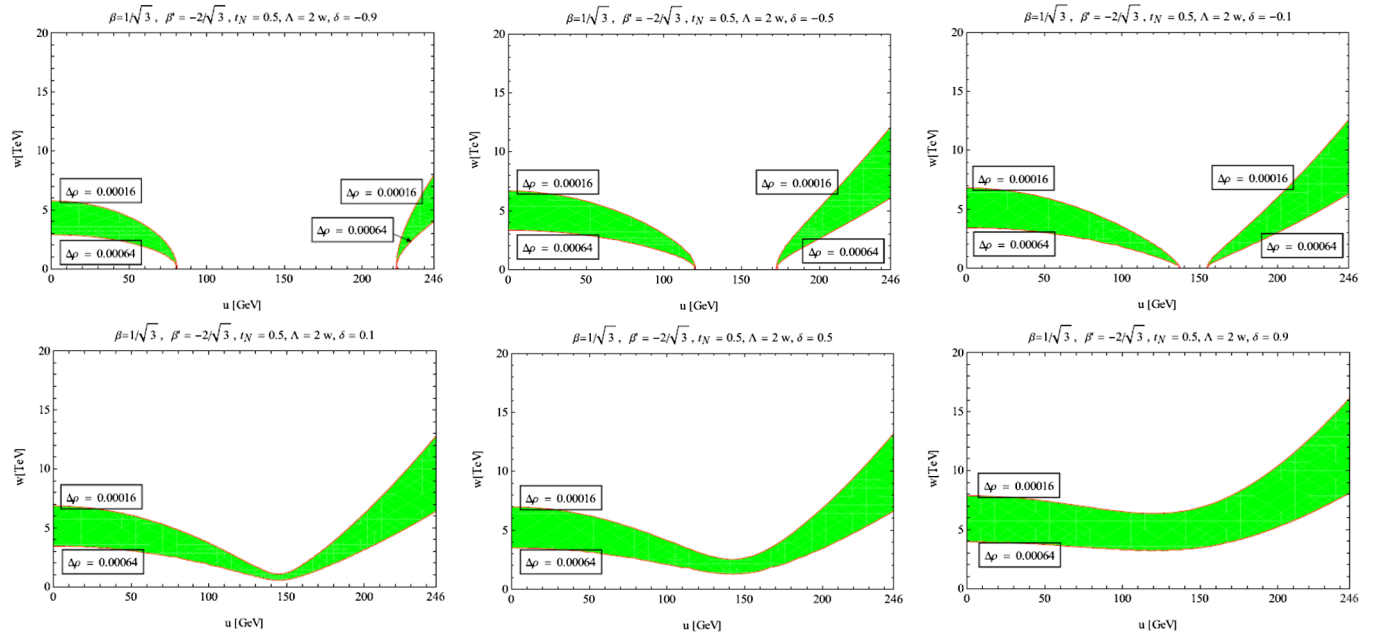 β=1/√3 , β' = −2/√3 , t_N = 0.5, Λ = 2 w, δ = −0.9
20
15
10
5
0
w[TeV]
Δρ = 0.00016
Δρ = 0.00064
Δρ = 0.00016
Δρ = 0.00064
0 50 100 150 200 246
u [GeV]
β=1/√3 , β' = −2/√3 , t_N = 0.5, Λ = 2 w, δ = −0.5
20
15
10
5
0
w[TeV]
Δρ = 0.00016
Δρ = 0.00064
Δρ = 0.00016
Δρ = 0.00064
0 50 100 150 200 246
u [GeV]
β=1/√3 , β' = −2/√3 , t_N = 0.5, Λ = 2 w, δ = −0.1
20
15
10
5
0
w[TeV]
Δρ = 0.00016
Δρ = 0.00064
Δρ = 0.00016
Δρ = 0.00064
0 50 100 150 200 246
u [GeV]
β=1/√3 , β' = −2/√3 , t_N = 0.5, Λ = 2 w, δ = 0.1
20
15
10
5
0
w[TeV]
Δρ = 0.00016
Δρ = 0.00064
0 50 100 150 200 246
u [GeV]
β=1/√3 , β' = −2/√3 , t_N = 0.5, Λ = 2 w, δ = 0.5
20
15
10
5
0
w[TeV]
Δρ = 0.00016
Δρ = 0.00064
0 50 100 150 200 246
u [GeV]
β=1/√3 , β' = −2/√3 , t_N = 0.5, Λ = 2 w, δ = 0.9
20
15
10
5
0
w[TeV]
Δρ = 0.00016
Δρ = 0.00064
0 50 100 150 200 246
u [GeV]